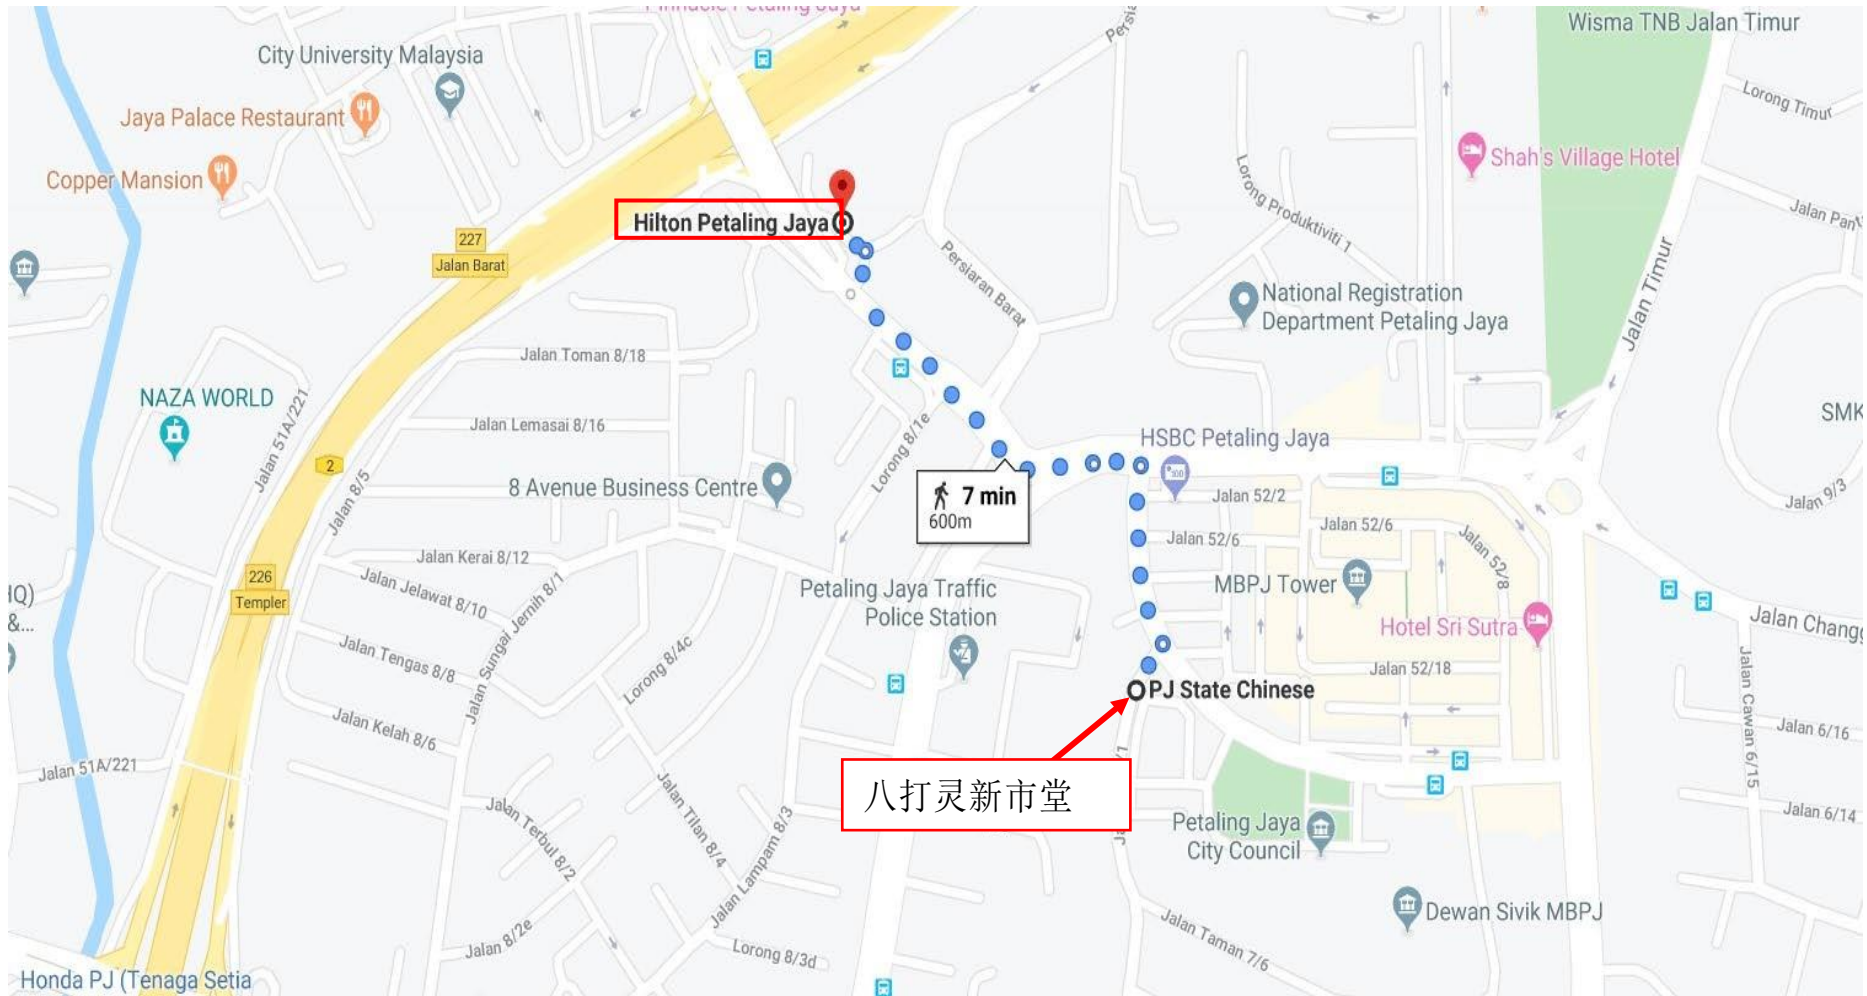 Pinnacle Petaling Jaya
Wisma TNB Jalan Timur
City University Malaysia
Jaya Palace Restaurant
Lorong Timur
Copper Mansion
Shah's Village Hotel
Lorong Produktiviti 1
Hilton Petaling Jaya
227
Jalan Barat
Persiaran Barat
Jalan Timur
National Registration
Department Petaling Jaya
Jalan Toman 8/18
NAZA WORLD
Jalan 51A/221
Jalan Lemasai 8/16
Lorong 8/1e
HSBC Petaling Jaya
SMK
2
Jalan 8/5
8 Avenue Business Centre
7 min
600m
Jalan 52/2
Jalan 9/3
Jalan 52/6
Jalan 52/6
Jalan 52/8
Jalan Kerai 8/12
226
Templer
Jalan Jelawat 8/10
Jalan Sungai Jernih 8/1
Petaling Jaya Traffic
Police Station
MBPJ Tower
HQ)
&...
Hotel Sri Sutra
Jalan Tengas 8/8
Lorong 8/4c
Jalan 52/18
PJ State Chinese
Jalan Cawan 6/15
Jalan Kelah 8/6
Jalan 6/16
Jalan 51A/221
八打灵新市堂
Jalan Terbul 8/2
Jalan Tilan 8/4
Jalan Lampam 8/3
Petaling Jaya
City Council
Jalan 6/14
Dewan Sivik MBPJ
Jalan 8/2e
Lorong 8/3d
Jalan Taman 7/6
Honda PJ (Tenaga Setia